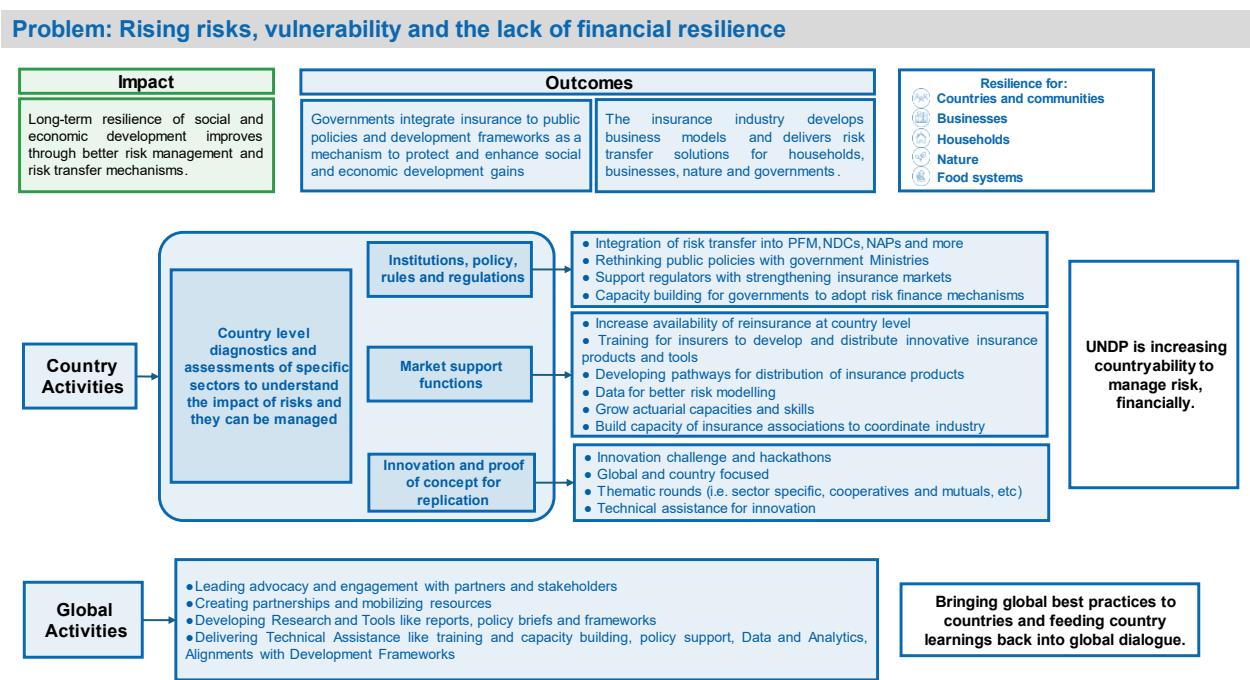 Problem: Rising risks, vulnerability and the lack of financial resilience
Impact
Long-term resilience of social and
economic development improves
through better risk management and
risk transfer mechanisms.
Outcomes
Governments integrate insurance to public
policies and development frameworks as a
mechanism to protect and enhance social
and economic development gains
The insurance industry develops
business models and delivers risk
transfer solutions for households,
businesses, nature and governments.
Resilience for:
Countries and communities
Businesses
Households
Nature
Food systems
Country
Activities
Country level
diagnostics and
assessments of specific
sectors to understand
the impact of risks and
they can be managed
Institutions, policy,
rules and regulations
● Integration of risk transfer into PFM, NDCs, NAPs and more
● Rethinking public policies with government Ministries
● Support regulators with strengthening insurance markets
● Capacity building for governments to adopt risk finance mechanisms
Market support
functions
● Increase availability of reinsurance at country level
● Training for insurers to develop and distribute innovative insurance
products and tools
● Developing pathways for distribution of insurance products
● Data for better risk modelling
● Grow actuarial capacities and skills
● Build capacity of insurance associations to coordinate industry
Innovation and proof
of concept for
replication
● Innovation challenge and hackathons
● Global and country focused
● Thematic rounds (i.e. sector specific, cooperatives and mutuals, etc)
● Technical assistance for innovation
UNDP is increasing
country ability to
manage risk,
financially.
Global
Activities
● Leading advocacy and engagement with partners and stakeholders
● Creating partnerships and mobilizing resources
● Developing Research and Tools like reports, policy briefs and frameworks
● Delivering Technical Assistance like training and capacity building, policy support, Data and Analytics,
Alignments with Development Frameworks
Bringing global best practices to
countries and feeding country
learnings back into global dialogue.